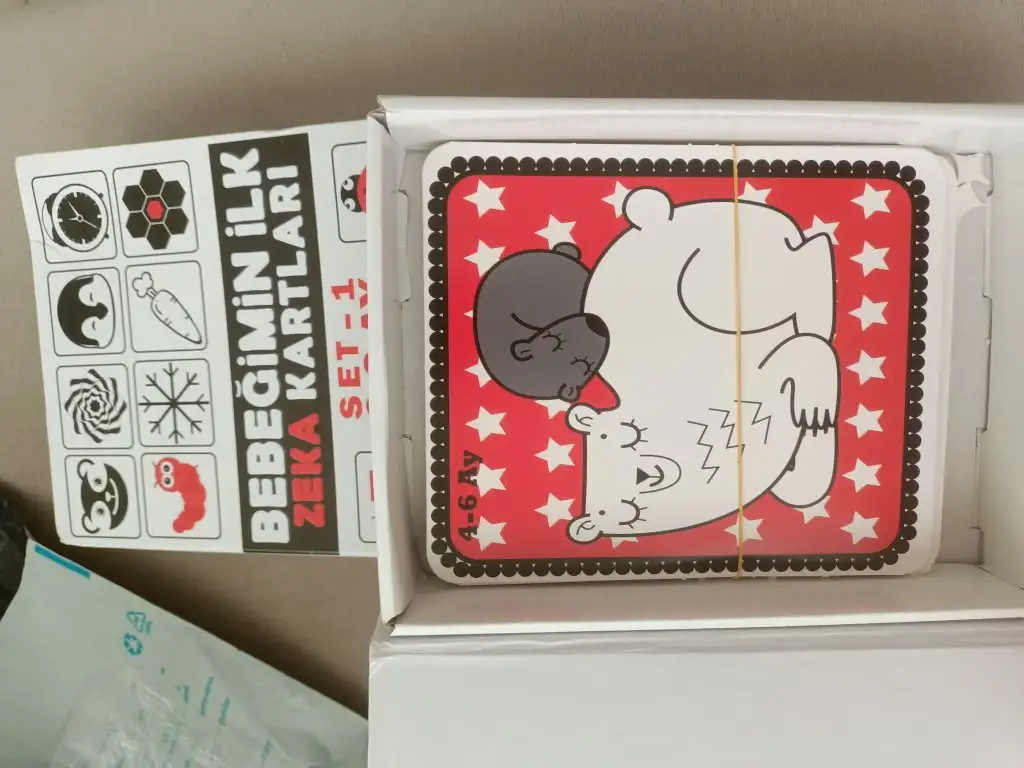 BEBEĞİMİN İLK
ZEKA KARTLARI
SET-1
4-6 Ay